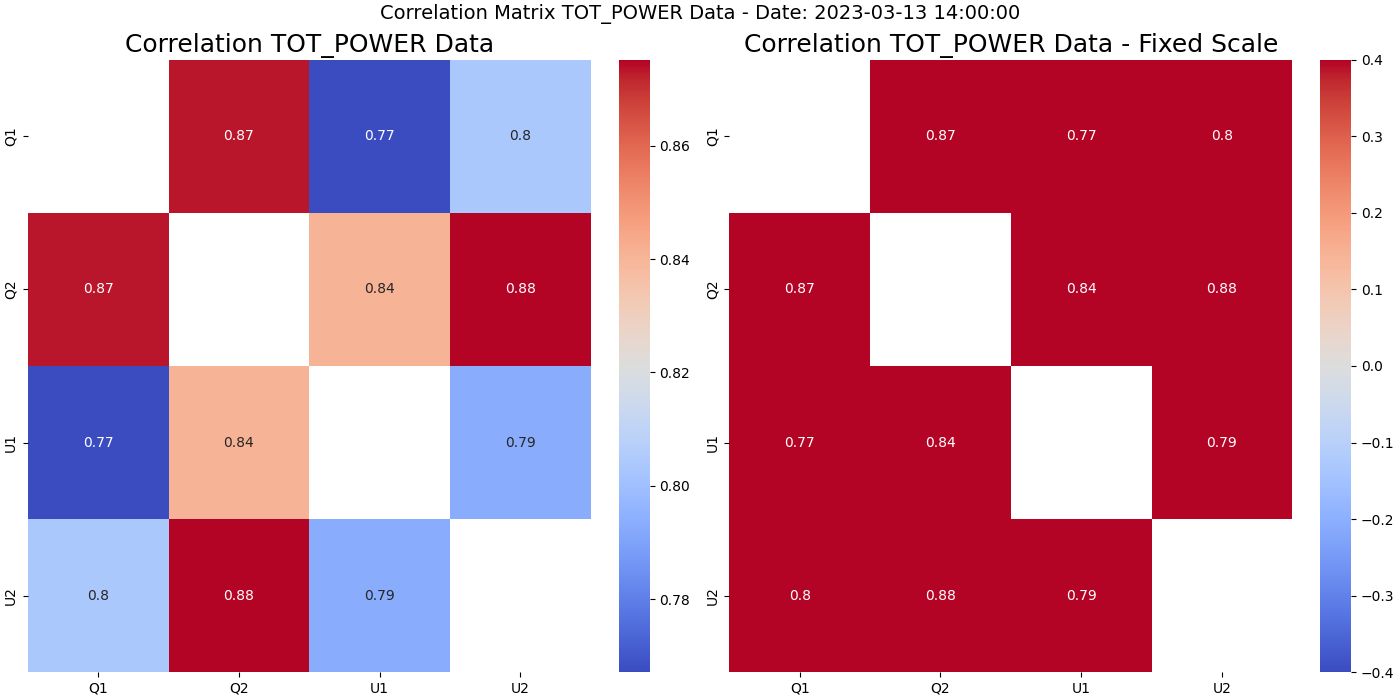 Correlation Matrix TOT_POWER Data - Date: 2023-03-13 14:00:00
Correlation TOT_POWER Data
Q1
0.87
0.77
0.8
Q2
0.87
0.84
0.88
U1
0.77
0.84
0.79
U2
0.8
0.88
0.79
Q1
Q2
U1
U2
0.86
0.84
0.82
0.80
0.78
Correlation TOT_POWER Data - Fixed Scale
Q1
0.87
0.77
0.8
Q2
0.87
0.84
0.88
U1
0.77
0.84
0.79
U2
0.8
0.88
0.79
Q1
Q2
U1
U2
0.4
0.3
0.2
0.1
0.0
−0.1
−0.2
−0.3
−0.4